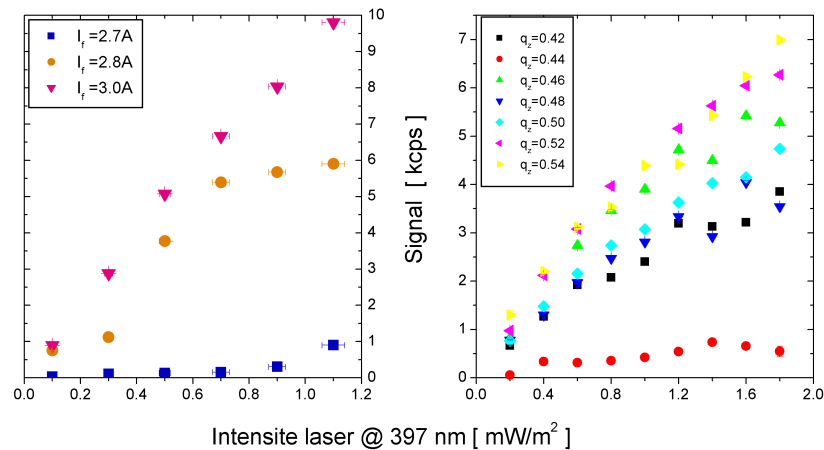 I_f =2.7A
I_f =2.8A
I_f =3.0A
10
9
8
7
6
5
4
3
2
1
0
0.0 0.2 0.4 0.6 0.8 1.0 1.2
Signal [ kcps ]
q_z=0.42
q_z=0.44
q_z=0.46
q_z=0.48
q_z=0.50
q_z=0.52
q_z=0.54
7
6
5
4
3
2
1
0
0.0 0.4 0.8 1.2 1.6 2.0
Intensite laser @ 397 nm [ mW/m² ]